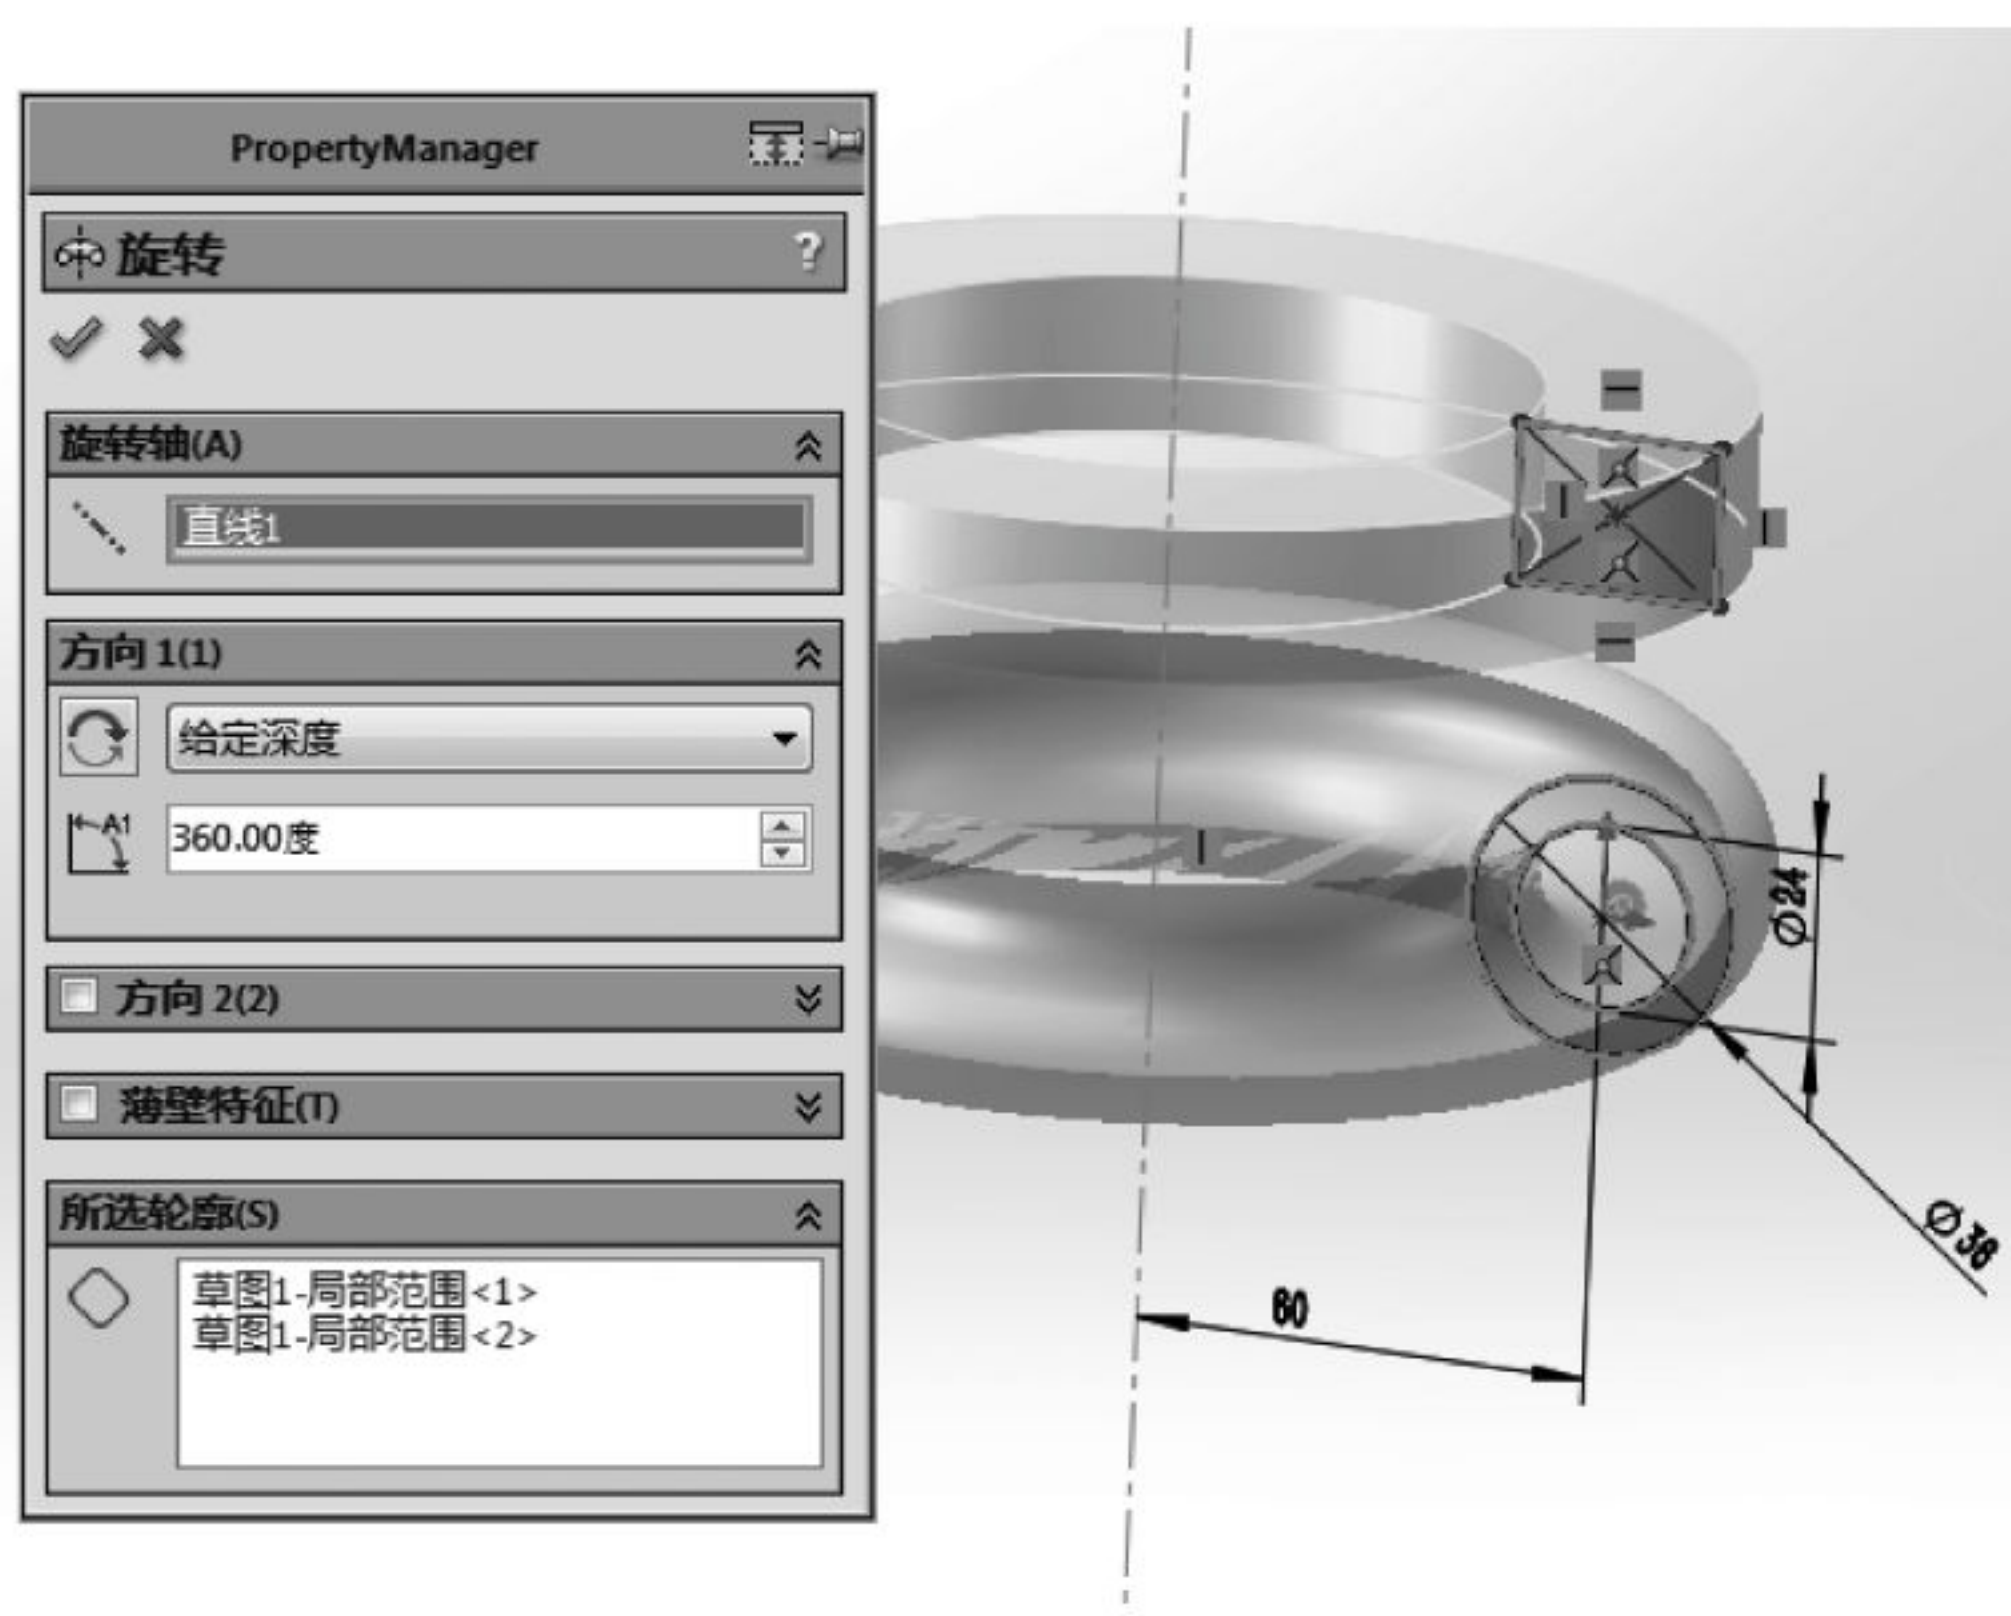 PropertyManager
旋转 ?
旋转轴(A)
直线1
方向 1(1)
给定深度
A1
360.00度
方向 2(2)
薄壁特征(T)
所选轮廓(S)
草图1-局部范围<1>
草图1-局部范围<2>
Ø24
Ø36
60